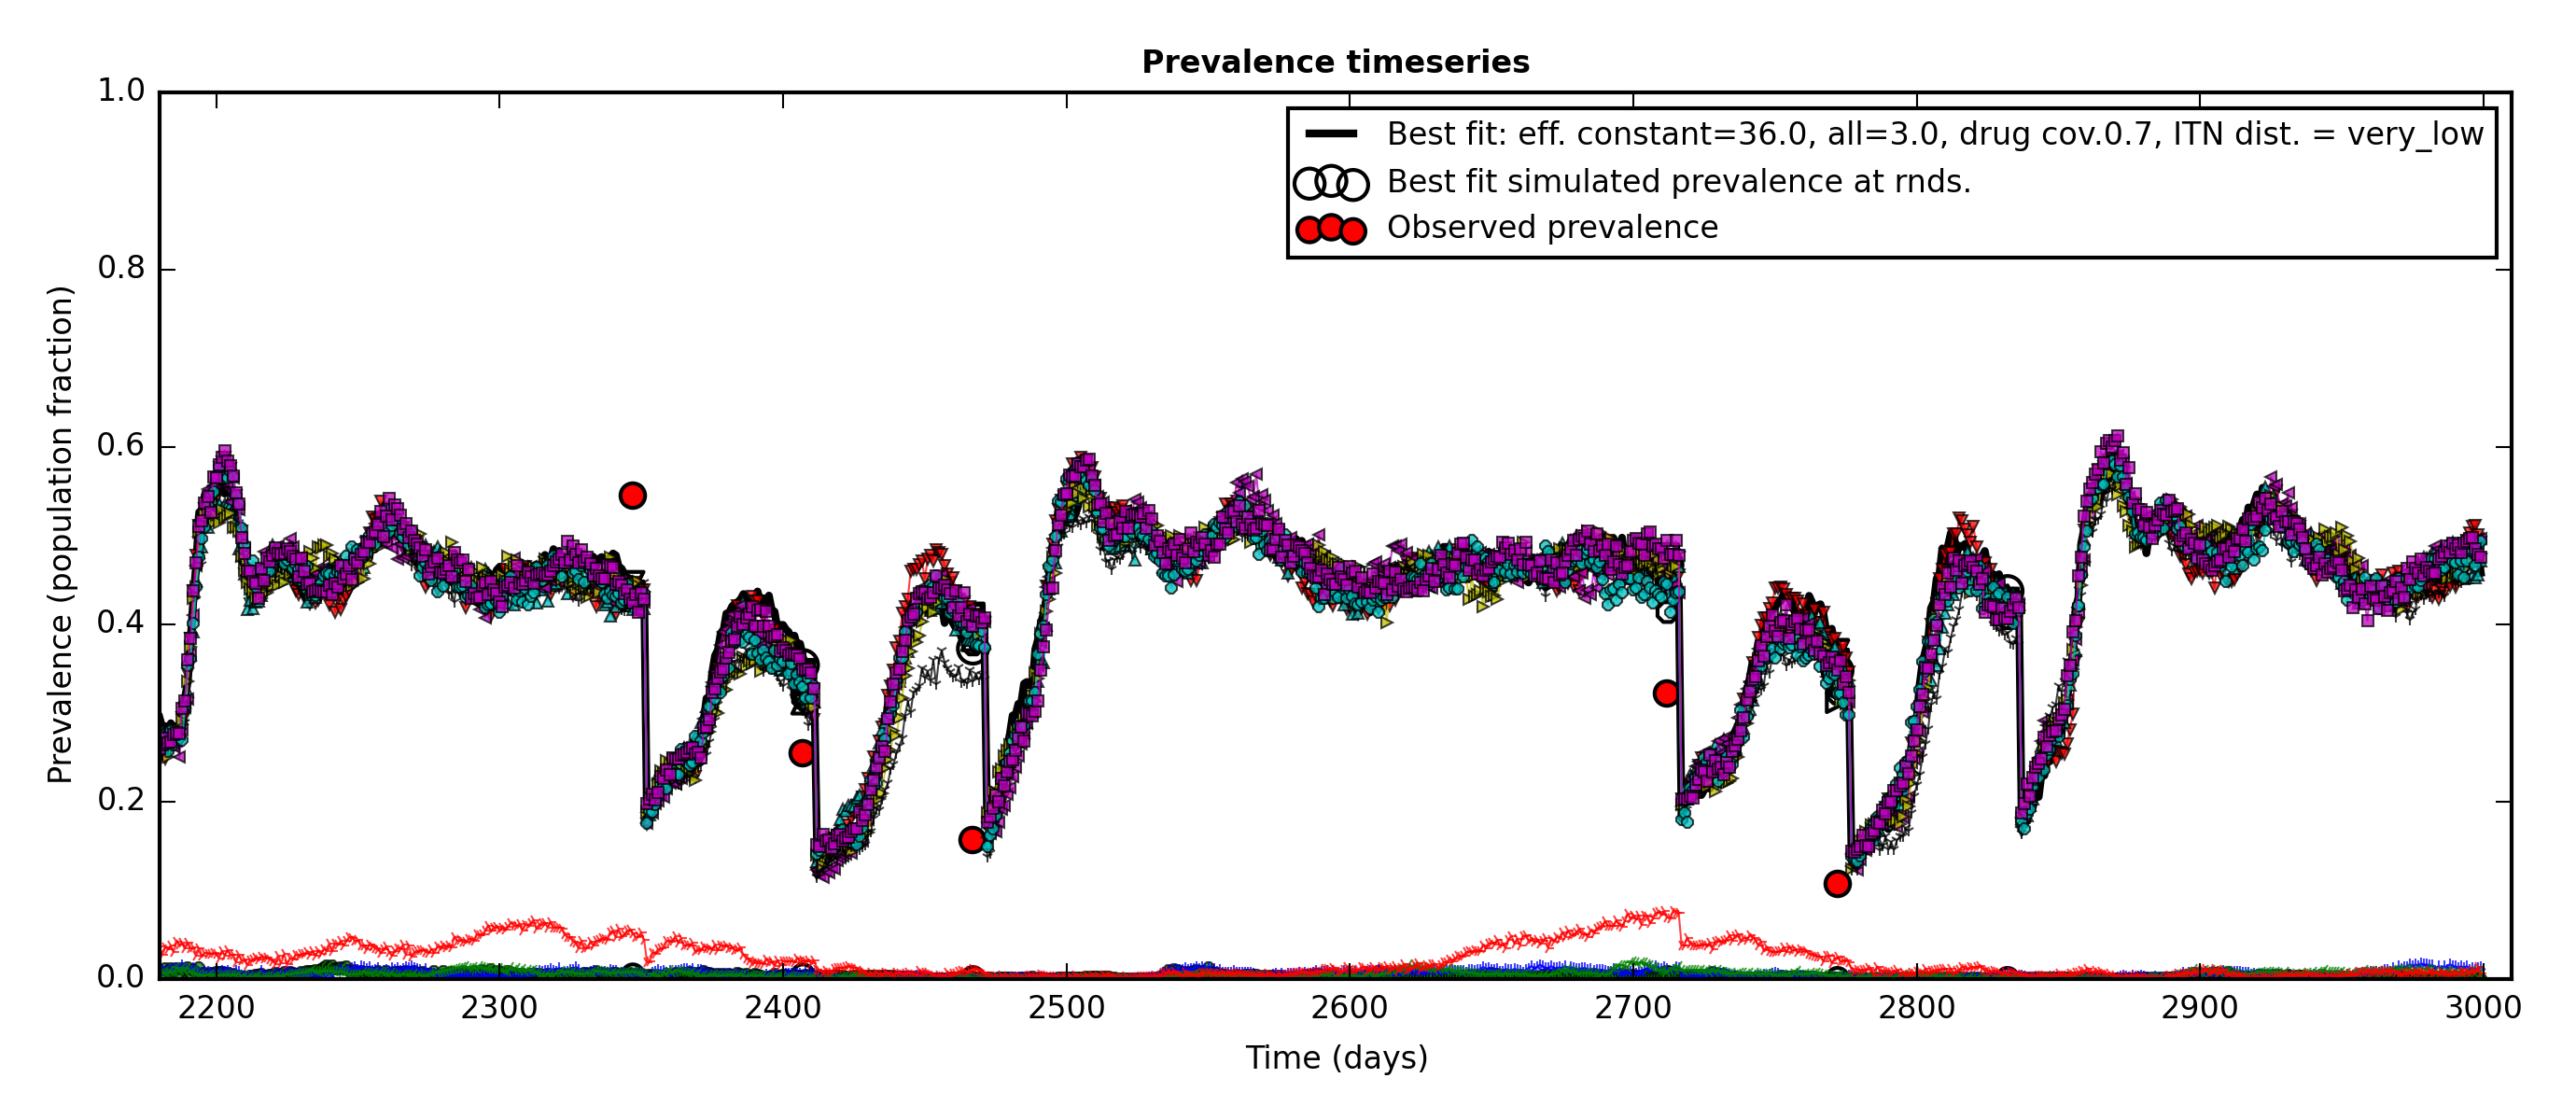 Prevalence timeseries
1.0
0.8
0.6
0.4
0.2
0.0
Prevalence (population fraction)
Best fit: eff. constant=36.0, all=3.0, drug cov.0.7, ITN dist. = very_low
Best fit simulated prevalence at rnds.
Observed prevalence
2200 2300 2400 2500 2600 2700 2800 2900 3000
Time (days)